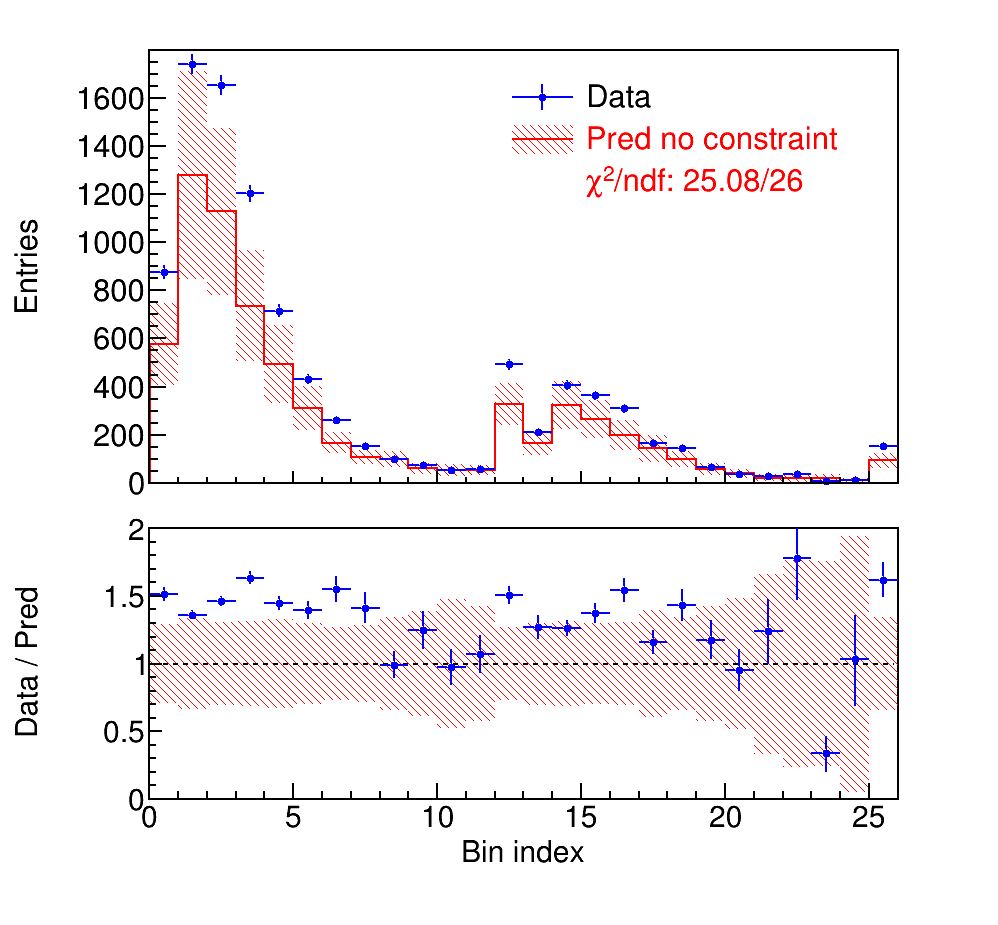 Entries
1600
1400
1200
1000
800
600
400
200
0
Data
Pred no constraint
χ²/ndf: 25.08/26
Data / Pred
2
1.5
1
0.5
0
0 5 10 15 20 25
Bin index